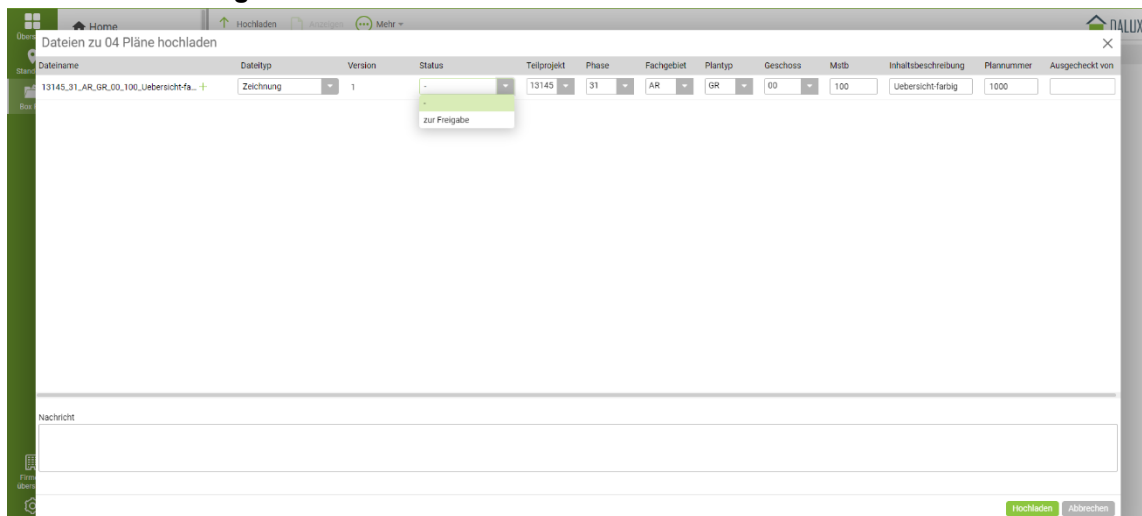 Home
Hochladen Anzeigen Mehr
DALUX
Dateien zu 04 Pläne hochladen
Dateiname Dateityp Version Status Teilprojekt Phase Fachgebiet Plantyp Geschoss Mstb Inhaltsbeschreibung Plannummer Ausgecheckt von
13145_31_AR_GR_00_100_Uebersicht-fa... Zeichnung 1 - 13145 31 AR GR 00 100 Uebersicht-farbig 1000
-
zur Freigabe
Nachricht
Hochladen Abbrechen